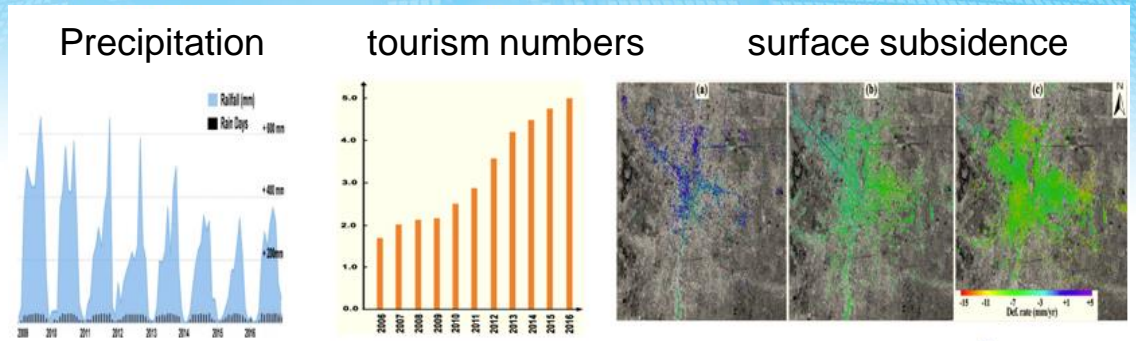 Precipitation
tourism numbers
surface subsidence
Railfall (mm)
Rain Days
+ 600 mm
+ 400 mm
+ 200mm
2009 2010 2011 2012 2013 2014 2015 2016
5.0
4.0
3.0
2.0
1.0
0.0
2006 2007 2008 2009 2010 2011 2012 2013 2014 2015 2016
(a) (b) (c)
N
-15 -11 -7 -3 +1 +5
Def. rate (mm/yr)